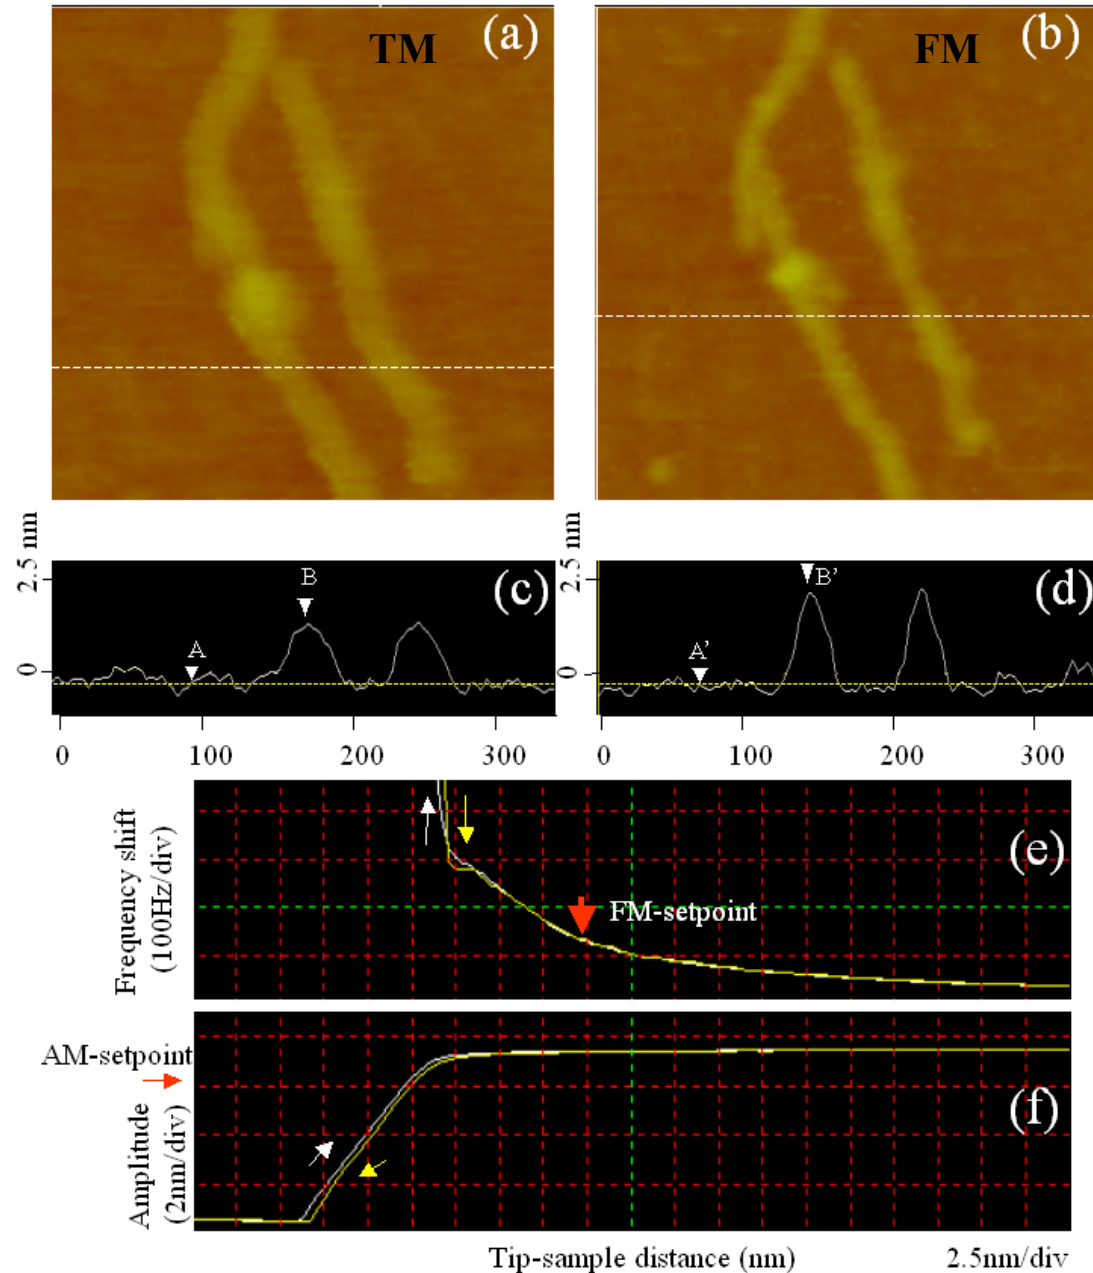 TM (a)
FM (b)
2.5 nm
0
A
B
(c)
0 100 200 300
2.5 nm
0
A'
B'
(d)
0 100 200 300
Frequency shift
(100Hz/div)
FM-setpoint
(e)
AM-setpoint
Amplitude
(2nm/div)
(f)
Tip-sample distance (nm) 2.5nm/div